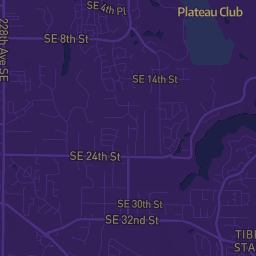 SE 4th Pl
Plateau Club
228th Ave SE
SE 8th St
SE 14th St
SE 24th St
SE 30th St
SE 32nd St
TIB
STA